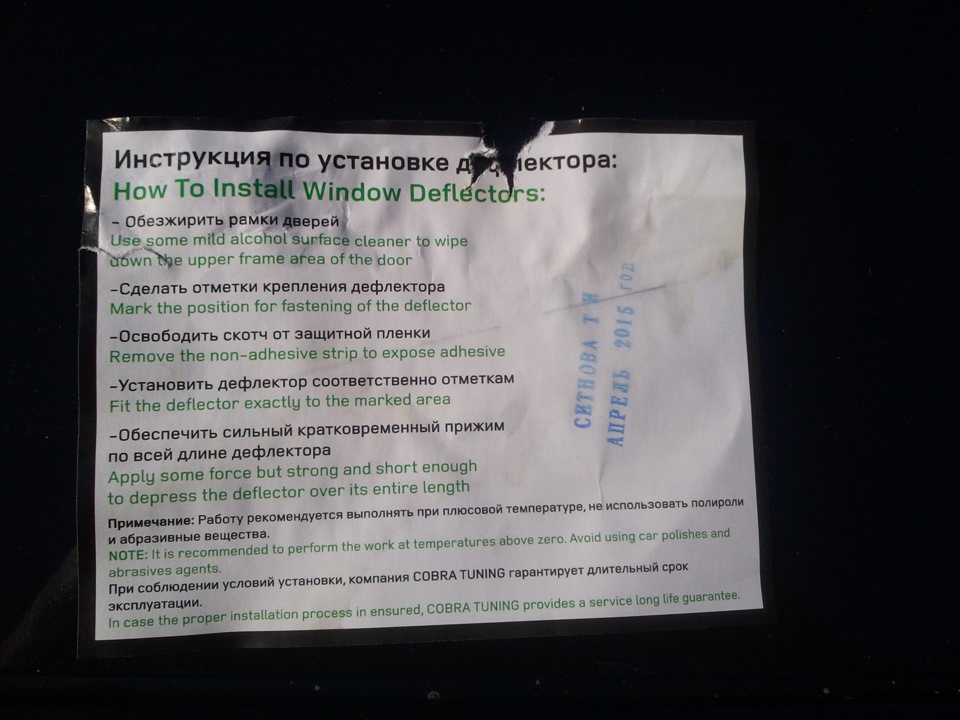 Инструкция по установке дефлектора:
How To Install Window Deflectors:
- Обезжирить рамки дверей
Use some mild alcohol surface cleaner to wipe
down the upper frame area of the door
-Сделать отметки крепления дефлектора
Mark the position for fastening of the deflector
-Освободить скотч от защитной пленки
Remove the non-adhesive strip to expose adhesive
-Установить дефлектор соответственно отметкам
Fit the deflector exactly to the marked area
-Обеспечить сильный кратковременный прижим
по всей длине дефлектора
Apply some force but strong and short enough
to depress the deflector over its entire length
Примечание: Работу рекомендуется выполнять при плюсовой температуре, не использовать полироли
и абразивные вещества.
NOTE: It is recommended to perform the work at temperatures above zero. Avoid using car polishes and
abrasives agents.
При соблюдении условий установки, компания COBRA TUNING гарантирует длительный срок
эксплуатации.
In case the proper installation process in ensured, COBRA TUNING provides a service long life guarantee.
СИТНОВА Т И
АПРЕЛЬ 2015 год